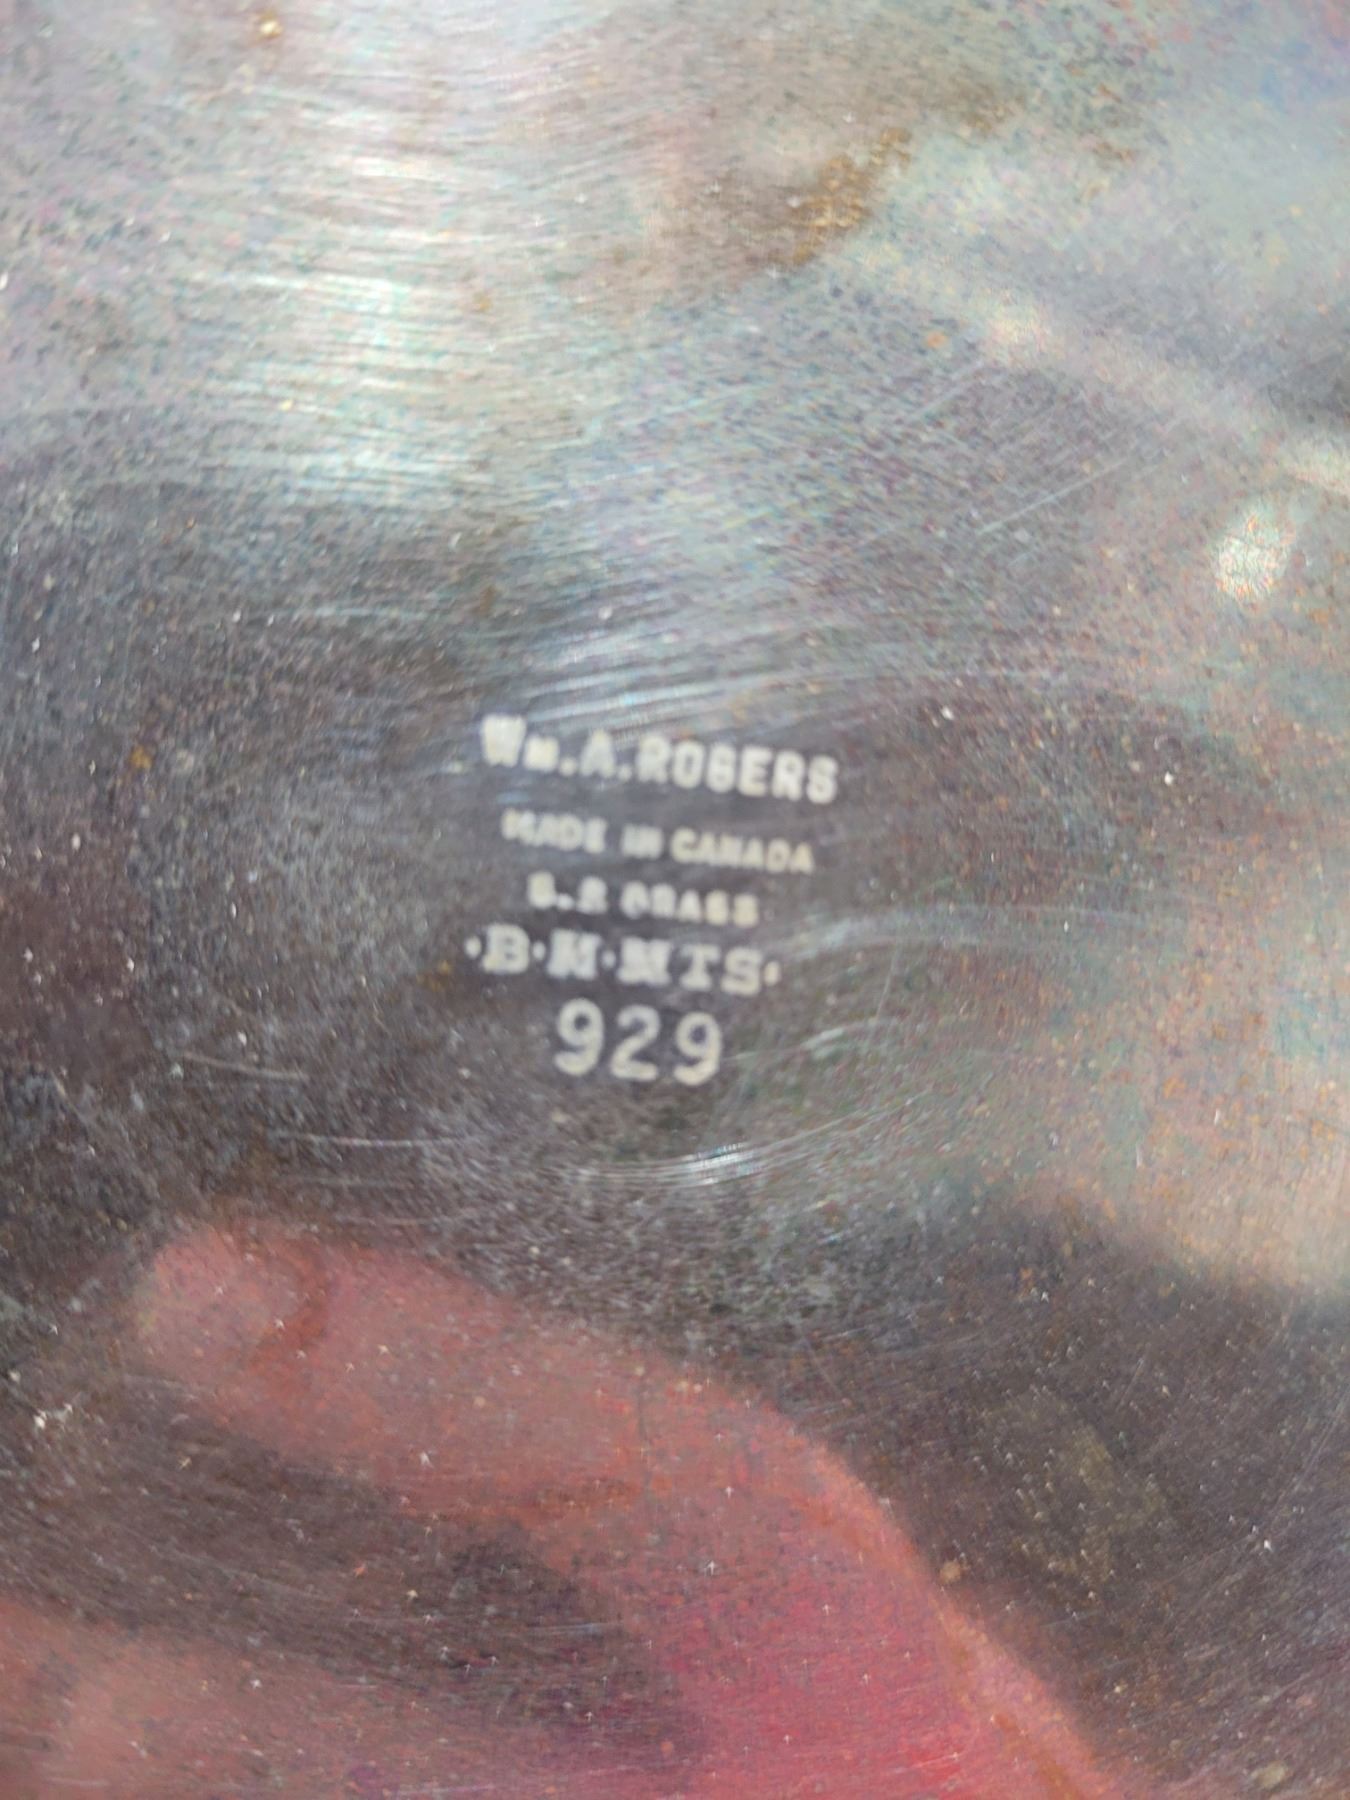 Wm.A.ROGERS
MADE IN CANADA
S.P BRASS
·B·N·MTS·
929